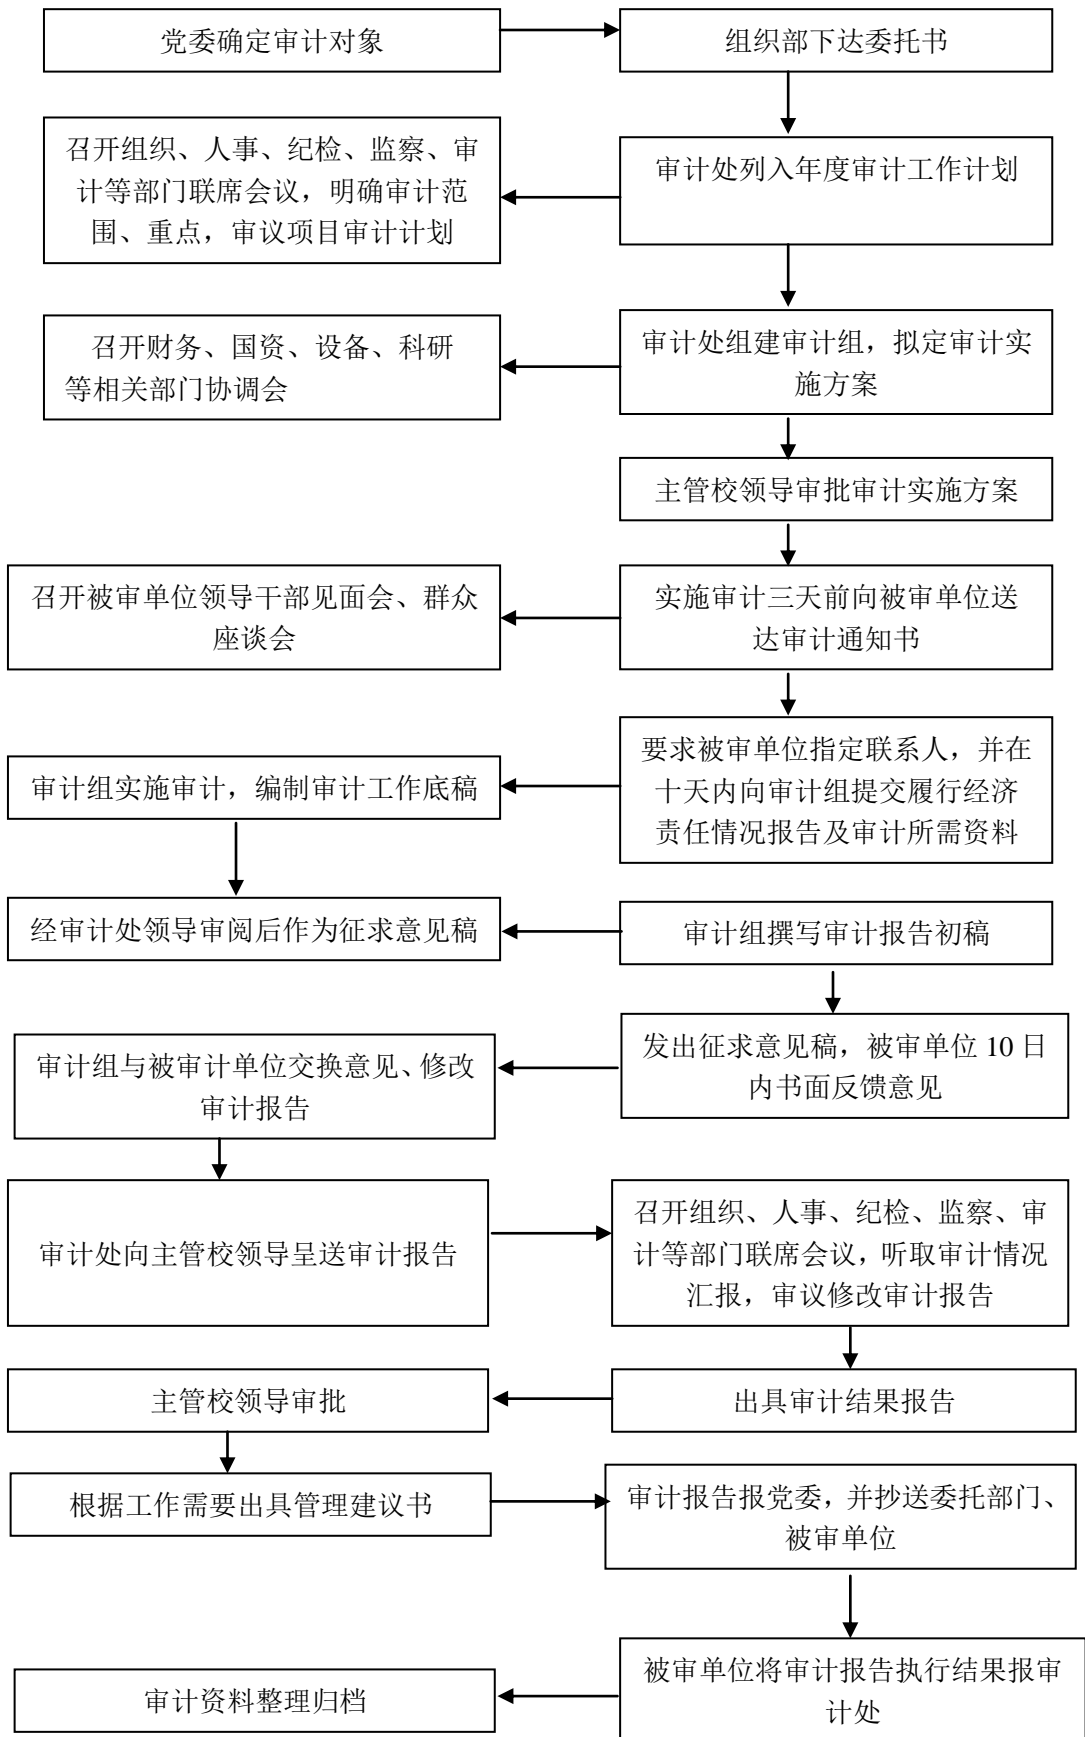 党委确定审计对象
组织部下达委托书
召开组织、人事、纪检、监察、审
计等部门联席会议，明确审计范
围、重点，审议项目审计计划
审计处列入年度审计工作计划
召开财务、国资、设备、科研
等相关部门协调会
审计处组建审计组，拟定审计实
施方案
主管校领导审批审计实施方案
召开被审单位领导干部见面会、群众
座谈会
实施审计三天前向被审单位送
达审计通知书
审计组实施审计，编制审计工作底稿
要求被审单位指定联系人，并在
十天内向审计组提交履行经济
责任情况报告及审计所需资料
经审计处领导审阅后作为征求意见稿
审计组撰写审计报告初稿
审计组与被审计单位交换意见、修改
审计报告
发出征求意见稿，被审单位 10 日
内书面反馈意见
审计处向主管校领导呈送审计报告
召开组织、人事、纪检、监察、审
计等部门联席会议，听取审计情况
汇报，审议修改审计报告
主管校领导审批
出具审计结果报告
根据工作需要出具管理建议书
审计报告报党委，并抄送委托部门、
被审单位
审计资料整理归档
被审单位将审计报告执行结果报审
计处